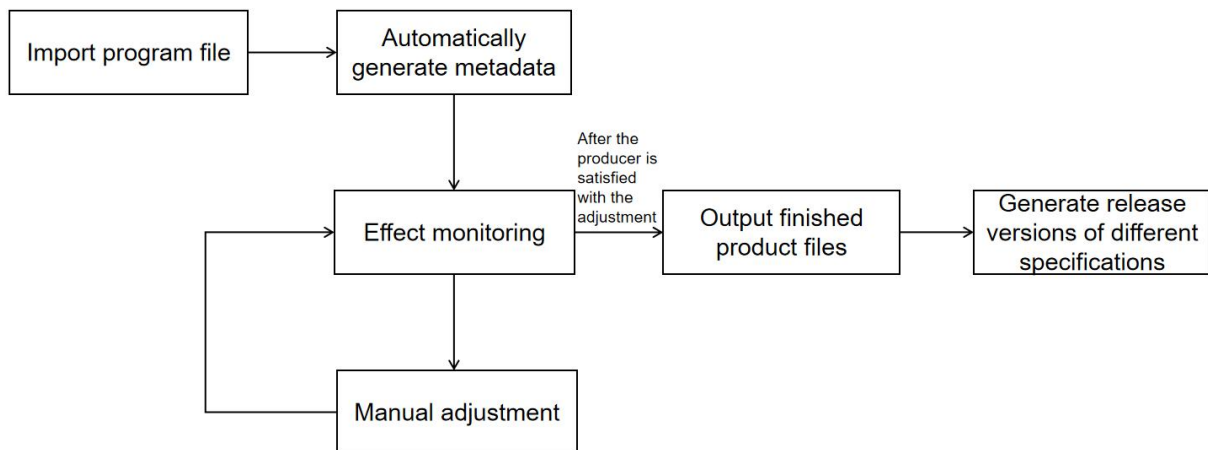 Import program file
Automatically
generate metadata
After the
producer is
satisfied
with the
adjustment
Effect monitoring
Output finished
product files
Generate release
versions of different
specifications
Manual adjustment